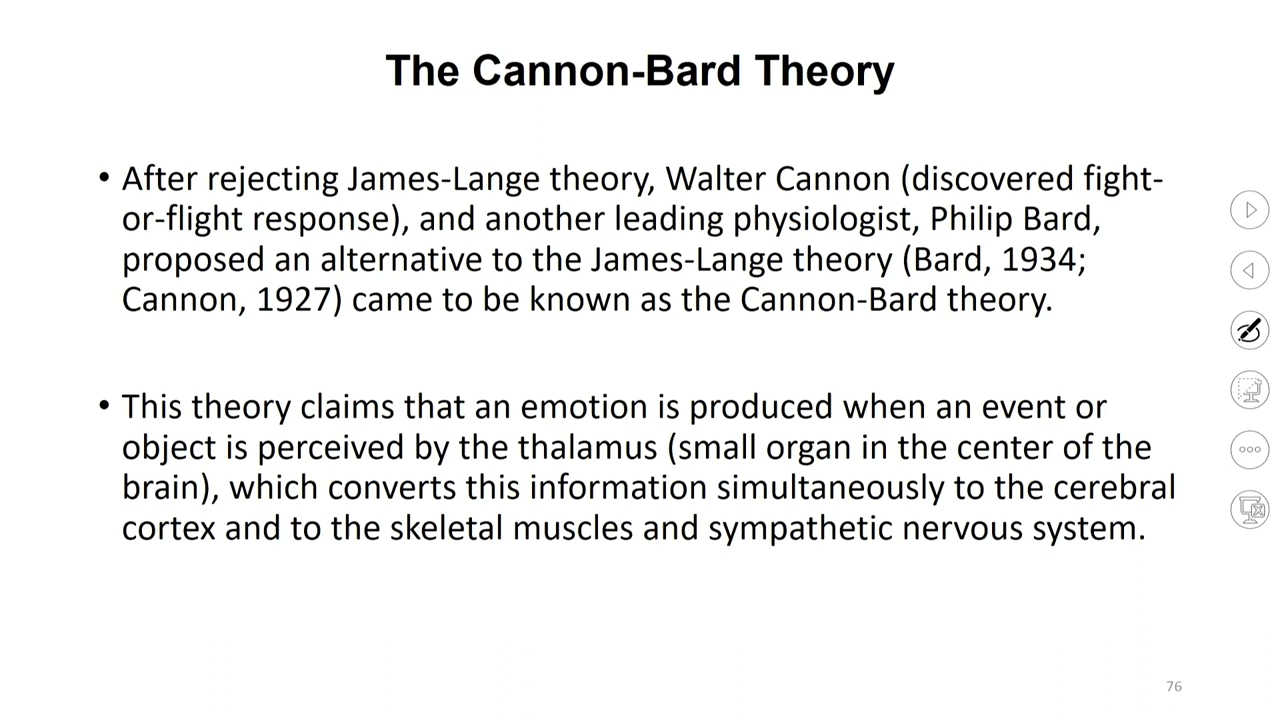 The Cannon-Bard Theory
• After rejecting James-Lange theory, Walter Cannon (discovered fight-
or-flight response), and another leading physiologist, Philip Bard,
proposed an alternative to the James-Lange theory (Bard, 1934;
Cannon, 1927) came to be known as the Cannon-Bard theory.
• This theory claims that an emotion is produced when an event or
object is perceived by the thalamus (small organ in the center of the
brain), which converts this information simultaneously to the cerebral
cortex and to the skeletal muscles and sympathetic nervous system.
76